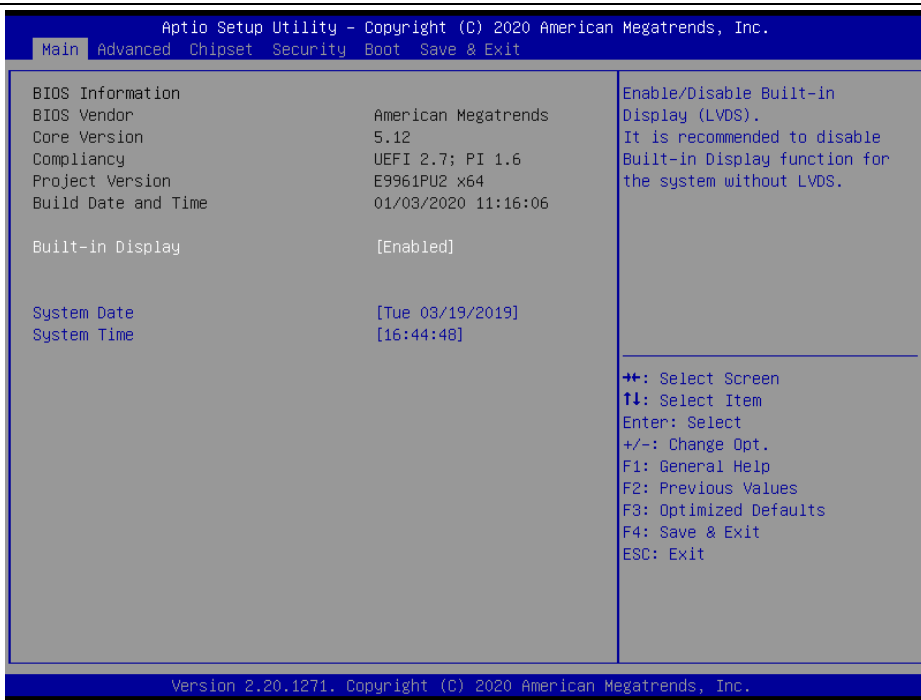 Aptio Setup Utility – Copyright (C) 2020 American Megatrends, Inc.
Main Advanced Chipset Security Boot Save & Exit
BIOS Information
BIOS Vendor American Megatrends
Core Version 5.12
Compliancy UEFI 2.7; PI 1.6
Project Version E9961PU2 x64
Build Date and Time 01/03/2020 11:16:06
Built-in Display [Enabled]
System Date [Tue 03/19/2019]
System Time [16:44:48]
Enable/Disable Built-in
Display (LVDS).
It is recommended to disable
Built-in Display function for
the system without LVDS.
→←: Select Screen
↑↓: Select Item
Enter: Select
+/-: Change Opt.
F1: General Help
F2: Previous Values
F3: Optimized Defaults
F4: Save & Exit
ESC: Exit
Version 2.20.1271. Copyright (C) 2020 American Megatrends, Inc.